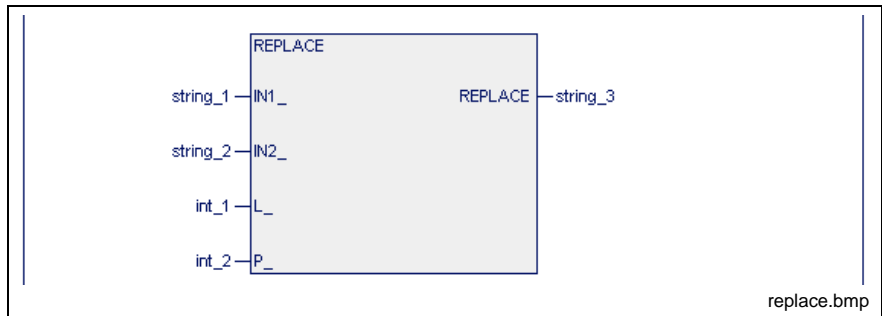 REPLACE
string_1 IN1_ REPLACE string_3
string_2 IN2_
int_1 L_
int_2 P_
replace.bmp